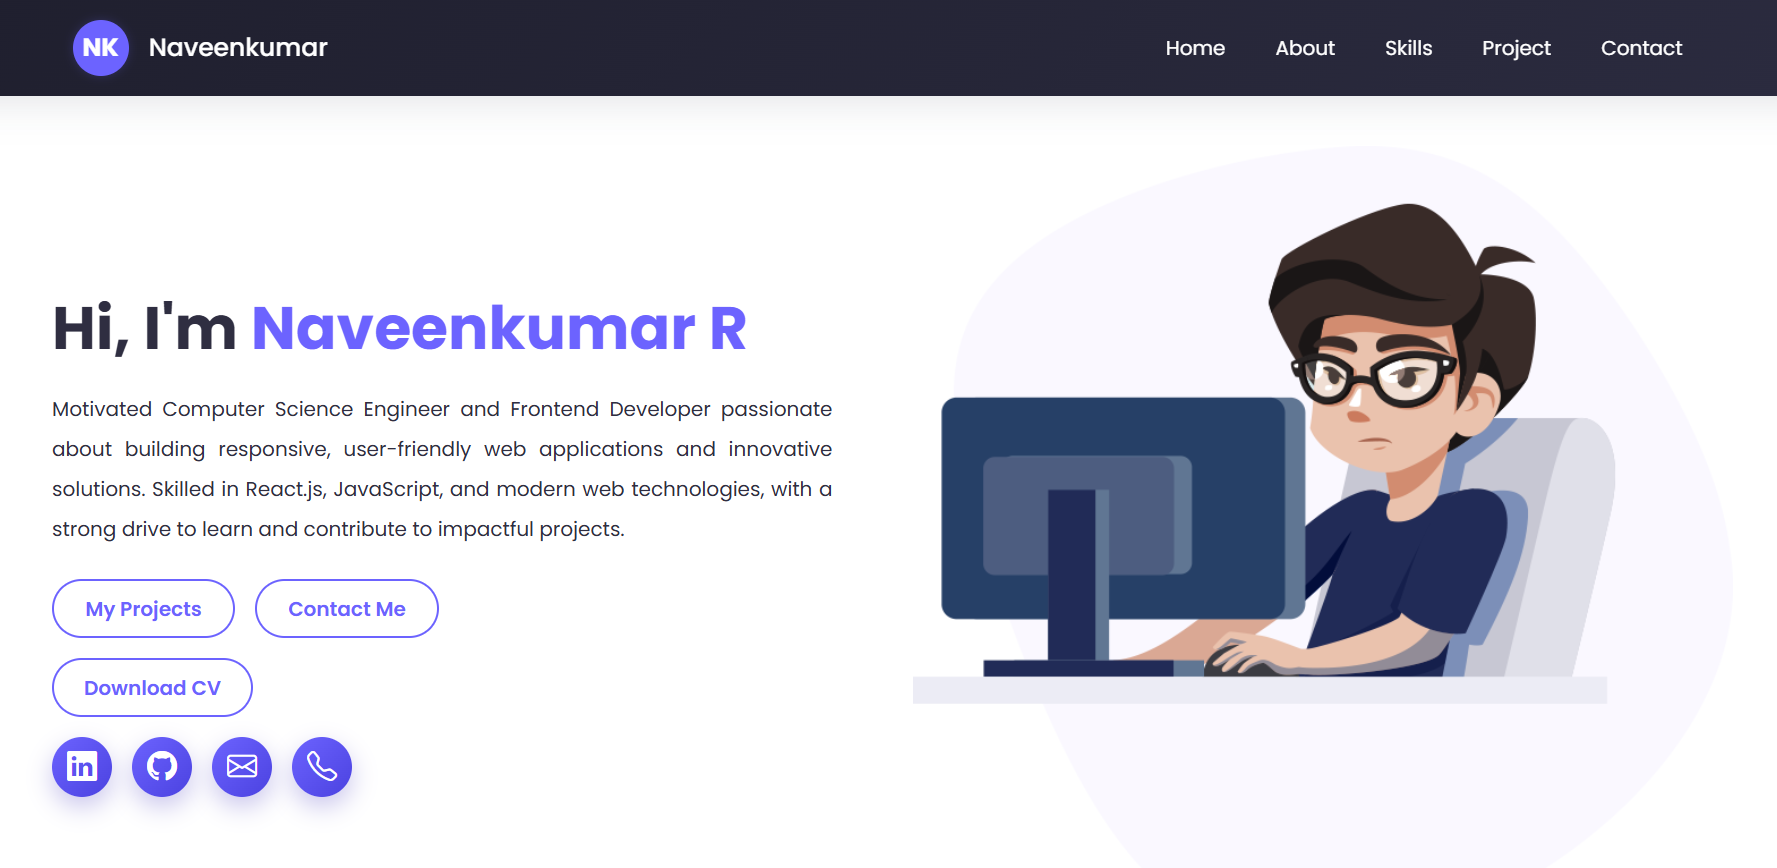 NK Naveenkumar
Home About Skills Project Contact
Hi, I'm Naveenkumar R
Motivated Computer Science Engineer and Frontend Developer passionate
about building responsive, user-friendly web applications and innovative
solutions. Skilled in React.js, JavaScript, and modern web technologies, with a
strong drive to learn and contribute to impactful projects.
My Projects Contact Me
Download CV
in